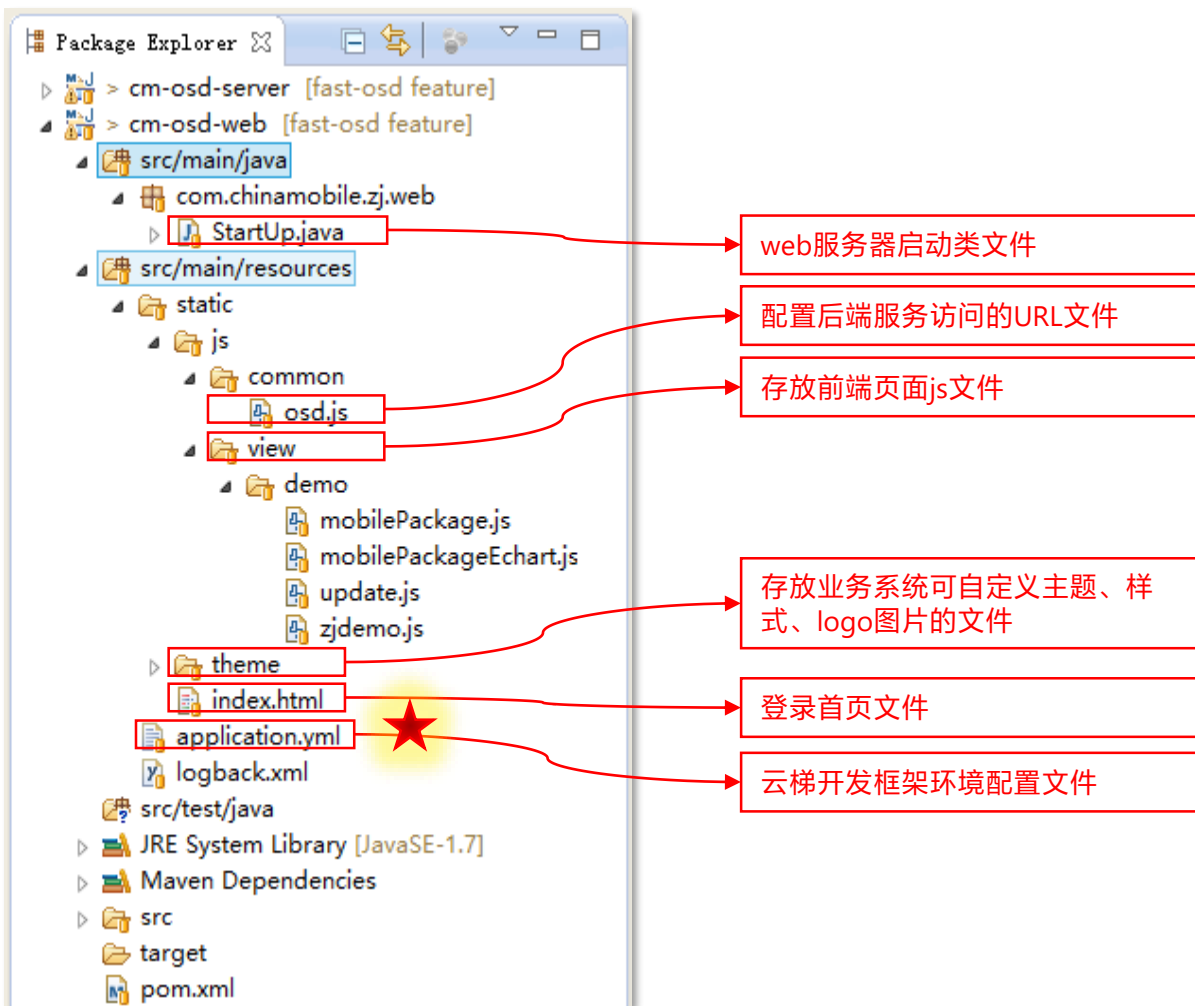 Package Explorer
> cm-osd-server [fast-osd feature]
> cm-osd-web [fast-osd feature]
src/main/java
com.chinamobile.zj.web
StartUp.java
src/main/resources
static
js
common
osd.js
view
demo
mobilePackage.js
mobilePackageEchart.js
update.js
zjdemo.js
theme
index.html
application.yml
logback.xml
src/test/java
JRE System Library [JavaSE-1.7]
Maven Dependencies
src
target
pom.xml
web服务器启动类文件
配置后端服务访问的URL文件
存放前端页面js文件
存放业务系统可自定义主题、样
式、logo图片的文件
登录首页文件
云梯开发框架环境配置文件